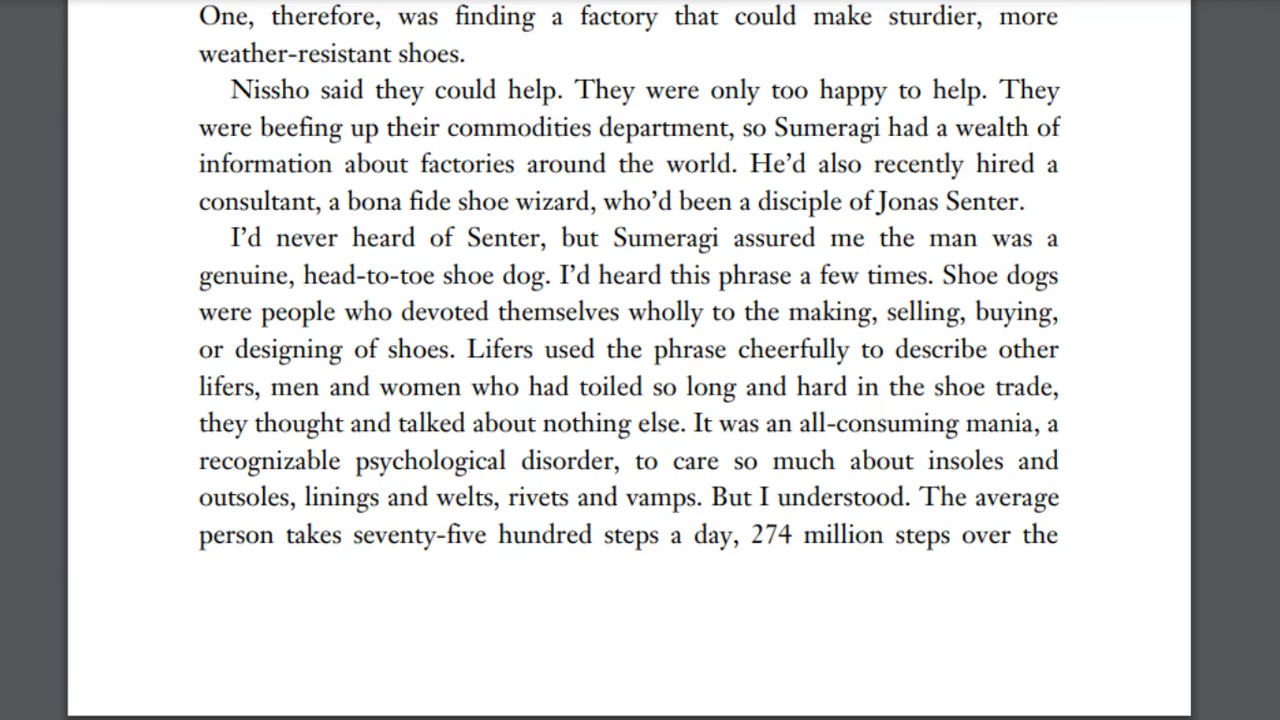 One, therefore, was finding a factory that could make sturdier, more
weather-resistant shoes.
Nissho said they could help. They were only too happy to help. They
were beefing up their commodities department, so Sumeragi had a wealth of
information about factories around the world. He’d also recently hired a
consultant, a bona fide shoe wizard, who’d been a disciple of Jonas Senter.
I’d never heard of Senter, but Sumeragi assured me the man was a
genuine, head-to-toe shoe dog. I’d heard this phrase a few times. Shoe dogs
were people who devoted themselves wholly to the making, selling, buying,
or designing of shoes. Lifers used the phrase cheerfully to describe other
lifers, men and women who had toiled so long and hard in the shoe trade,
they thought and talked about nothing else. It was an all-consuming mania, a
recognizable psychological disorder, to care so much about insoles and
outsoles, linings and welts, rivets and vamps. But I understood. The average
person takes seventy-five hundred steps a day, 274 million steps over the